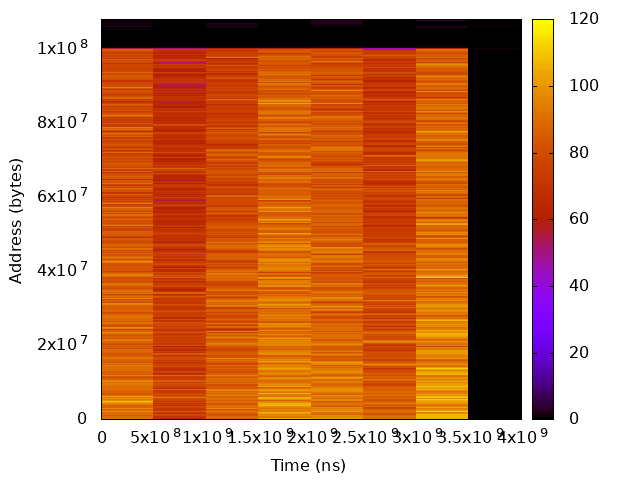 120
1x10^8
100
8x10^7
80
Address (bytes)
6x10^7
60
4x10^7
40
2x10^7
20
0
0
0 5x10^8 1x10^9 1.5x10^9 2x10^9 2.5x10^9 3x10^9 3.5x10^9 4x10^9
Time (ns)